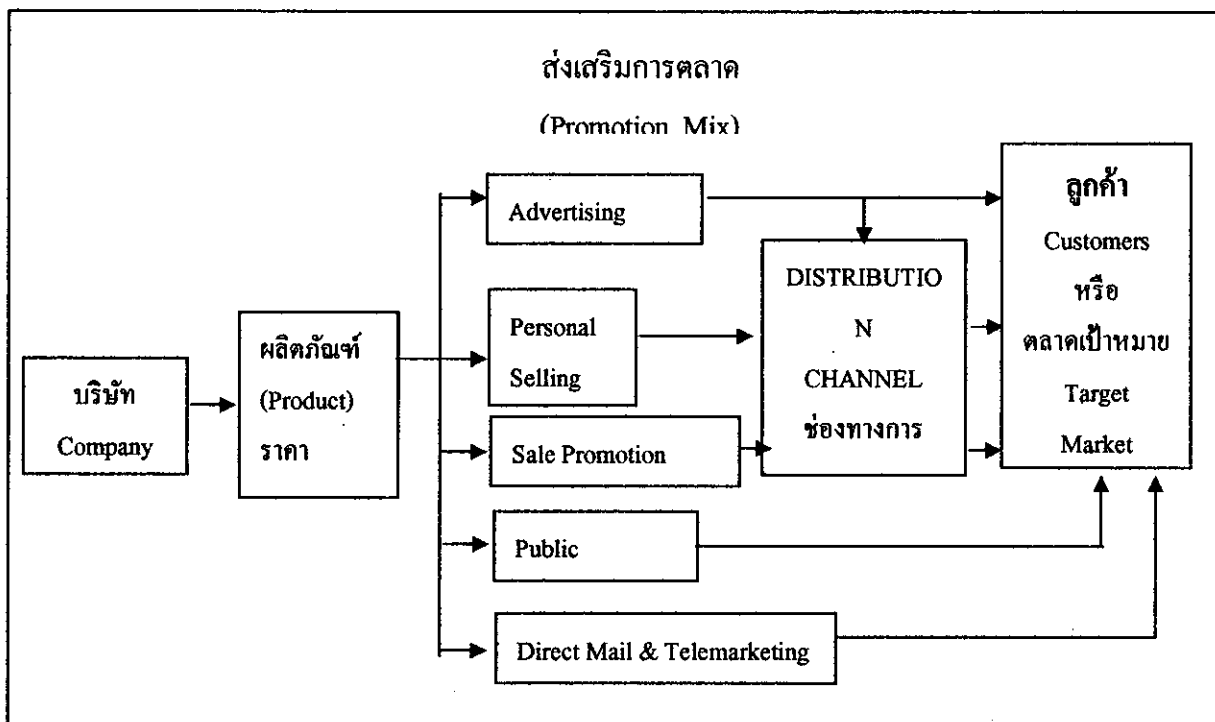 ส่งเสริมการตลาด
(Promotion Mix)
บริษัท
Company
ผลิตภัณฑ์
(Product)
ราคา
Advertising
Personal
Selling
Sale Promotion
Public
Direct Mail & Telemarketing
DISTRIBUTIO
N
CHANNEL
ช่องทางการ
ลูกค้า
Customers
หรือ
ตลาดเป้าหมาย
Target
Market